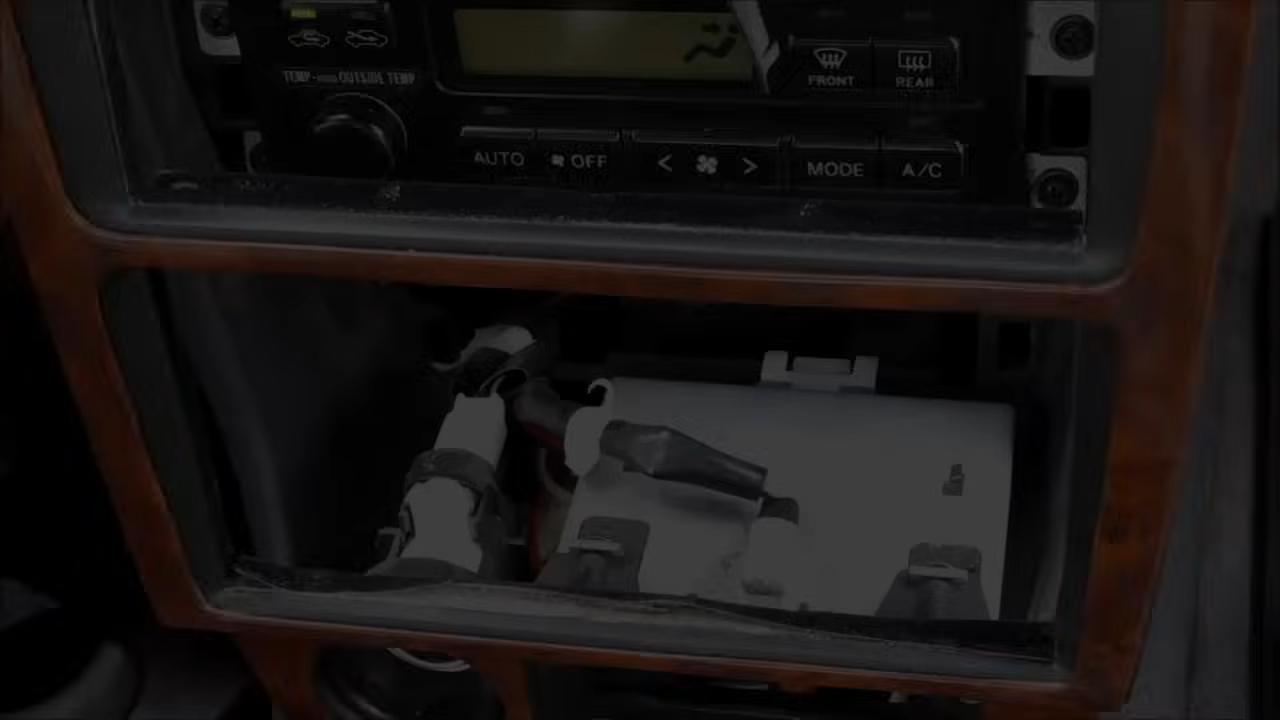 TEMP OUTSIDE TEMP
FRONT REAR
AUTO OFF < > MODE A/C